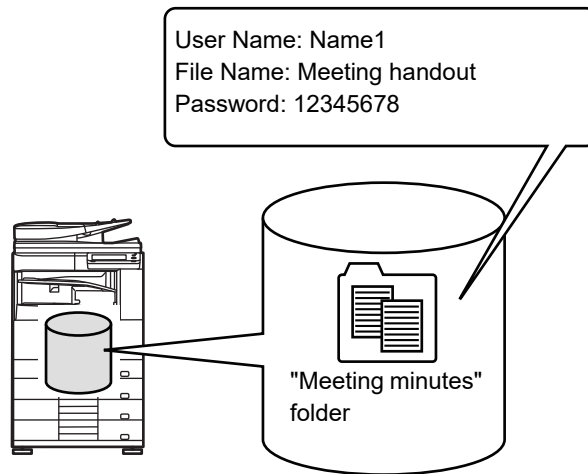 User Name: Name1
File Name: Meeting handout
Password: 12345678
"Meeting minutes"
folder